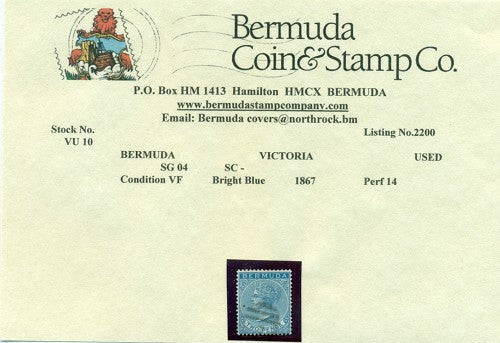 Bermuda
Coin & Stamp Co.
P.O. Box HM 1413 Hamilton HMCX BERMUDA
www.bermudastampcompany.com
Email: Bermuda covers@northrock.bm
Stock No. Listing No.2200
VU 10
BERMUDA VICTORIA USED
SG 04 SC -
Condition VF Bright Blue 1867 Perf 14
BERMUDA
TWO PENCE